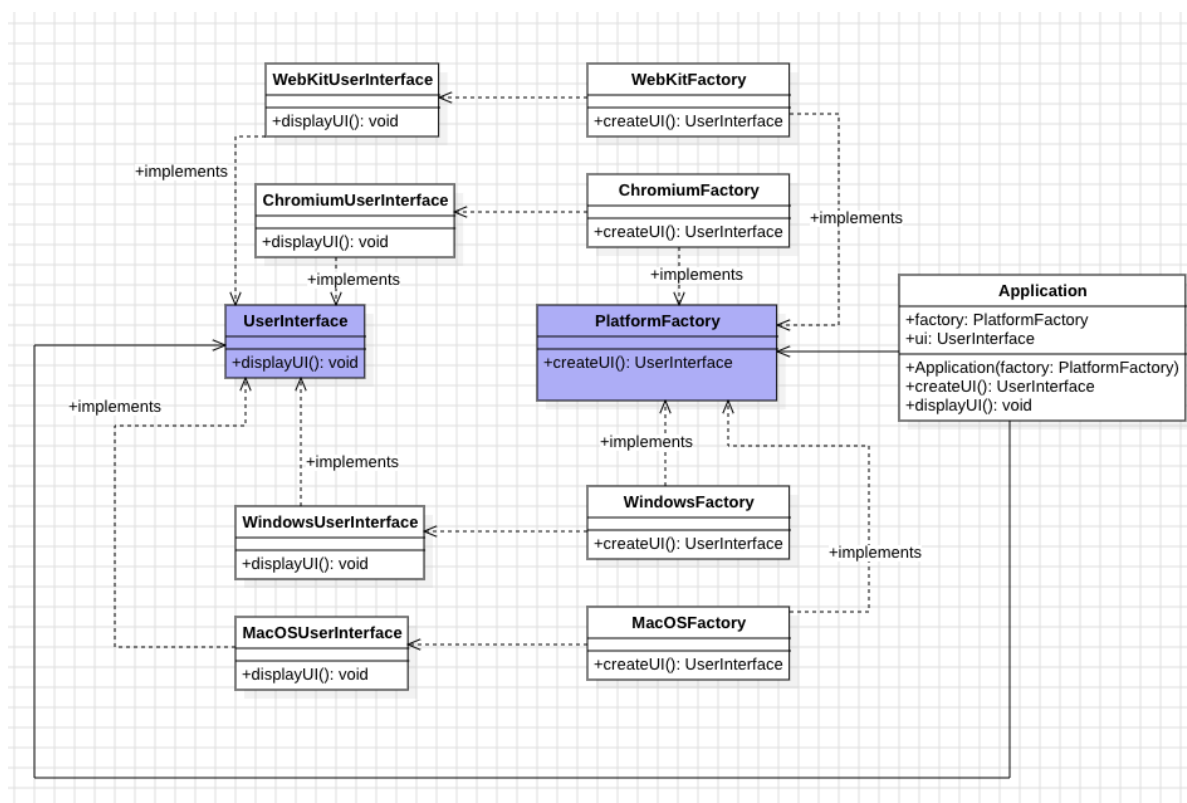 WebKitUserInterface
+displayUI(): void
WebKitFactory
+createUI(): UserInterface
+implements
ChromiumUserInterface
+displayUI(): void
ChromiumFactory
+createUI(): UserInterface
+implements
+implements
+implements
UserInterface
+displayUI(): void
PlatformFactory
+createUI(): UserInterface
Application
+factory: PlatformFactory
+ui: UserInterface
+Application(factory: PlatformFactory)
+createUI(): UserInterface
+displayUI(): void
+implements
+implements
+implements
WindowsUserInterface
+displayUI(): void
WindowsFactory
+createUI(): UserInterface
+implements
MacOSUserInterface
+displayUI(): void
MacOSFactory
+createUI(): UserInterface